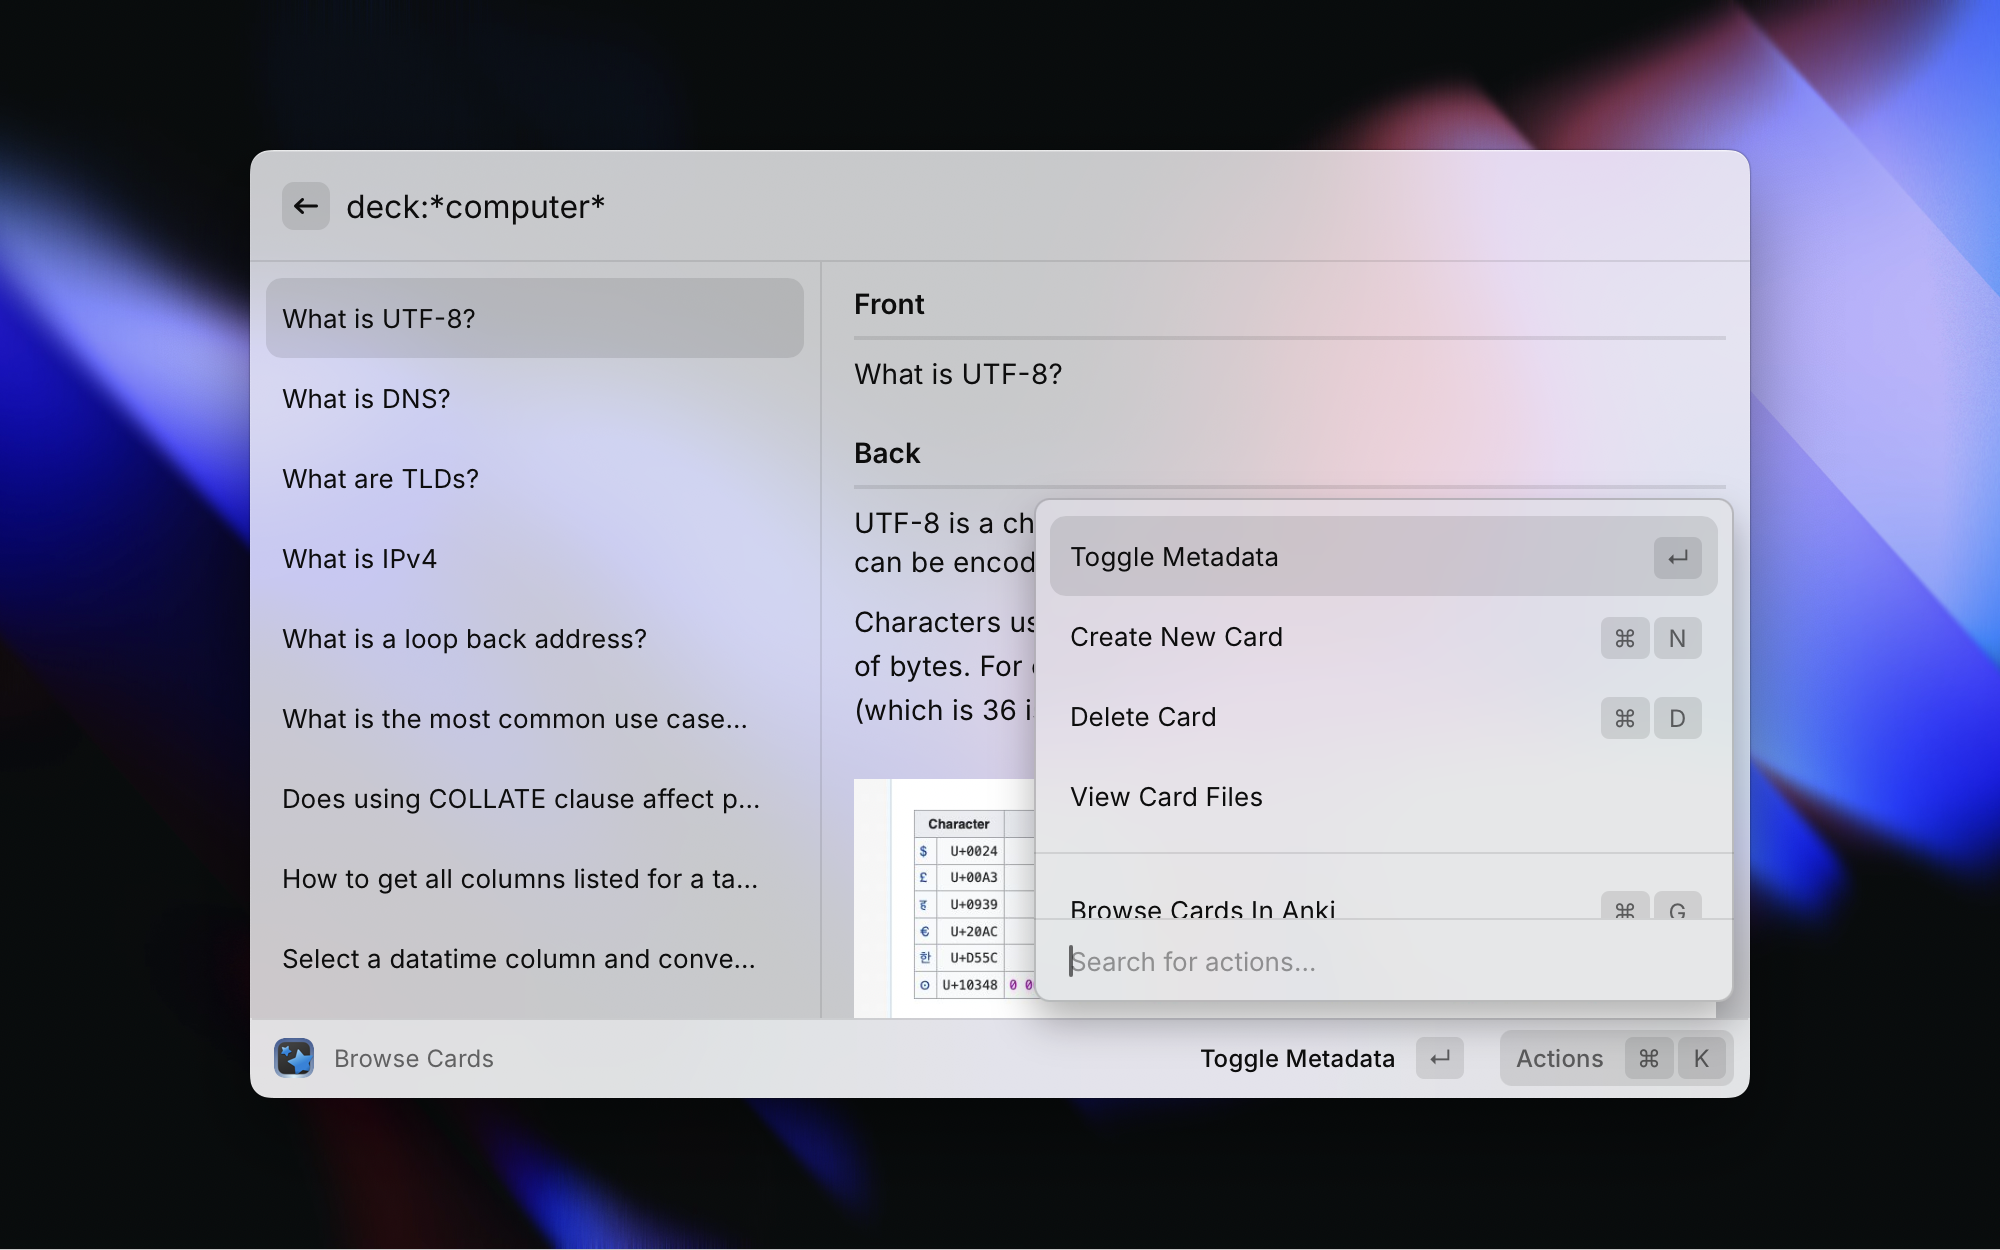 deck:*computer*
What is UTF-8?
What is DNS?
What are TLDs?
What is IPv4
What is a loop back address?
What is the most common use case...
Does using COLLATE clause affect p...
How to get all columns listed for a ta...
Select a datatime column and conve...
Front
What is UTF-8?
Back
UTF-8 is a ch
can be encod
Characters us
of bytes. For
(which is 36 i
Character
$ U+0024
£ U+00A3
ह U+0939
€ U+20AC
한 U+D55C
U+10348 0 0
Toggle Metadata ↵
Create New Card ⌘ N
Delete Card ⌘ D
View Card Files
Browse Cards In Anki ⌘ G
Search for actions...
Browse Cards
Toggle Metadata ↵
Actions ⌘ K